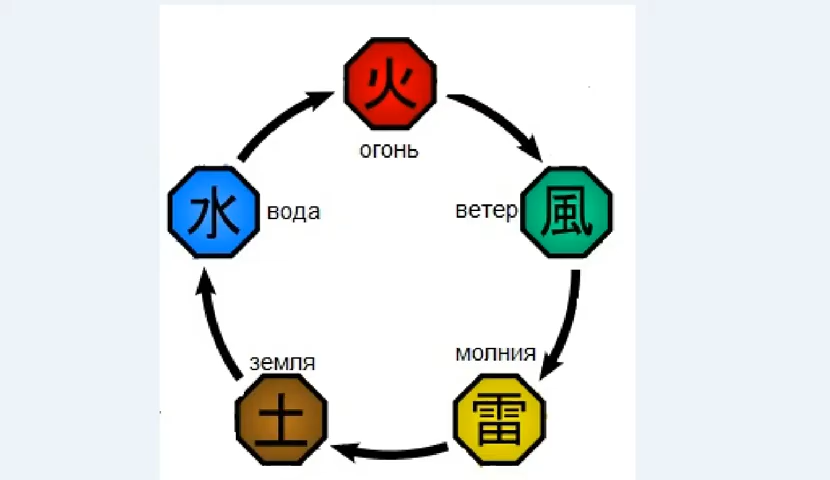 火
огонь
水
вода
ветер
風
земля
молния
土
雷